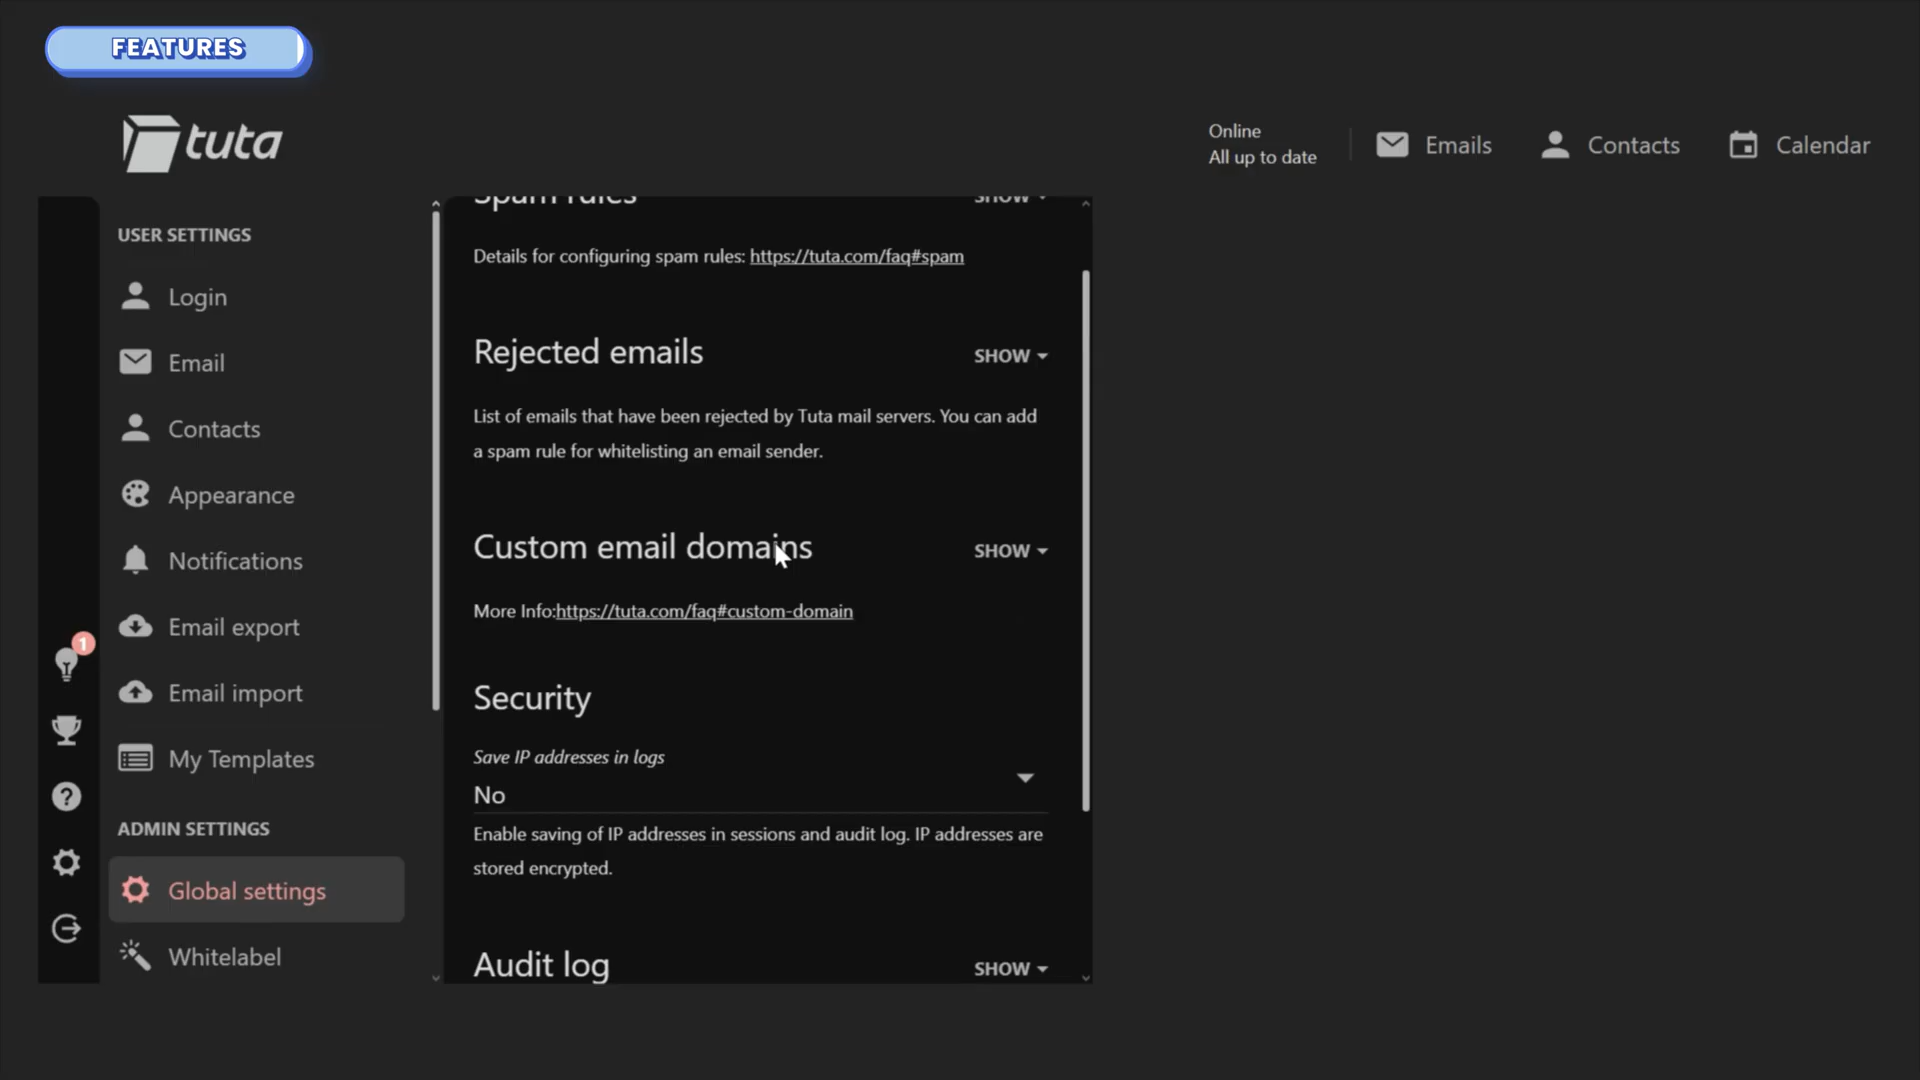 FEATURES
tuta
Online
All up to date
Emails
Contacts
Calendar
USER SETTINGS
Login
Email
Contacts
Appearance
Notifications
Email export
Email import
My Templates
ADMIN SETTINGS
Global settings
Whitelabel
1
Spam rules
SHOW
Details for configuring spam rules: https://tuta.com/faq#spam
Rejected emails
SHOW
List of emails that have been rejected by Tuta mail servers. You can add
a spam rule for whitelisting an email sender.
Custom email domains
SHOW
More Info:https://tuta.com/faq#custom-domain
Security
Save IP addresses in logs
No
Enable saving of IP addresses in sessions and audit log. IP addresses are
stored encrypted.
Audit log
SHOW